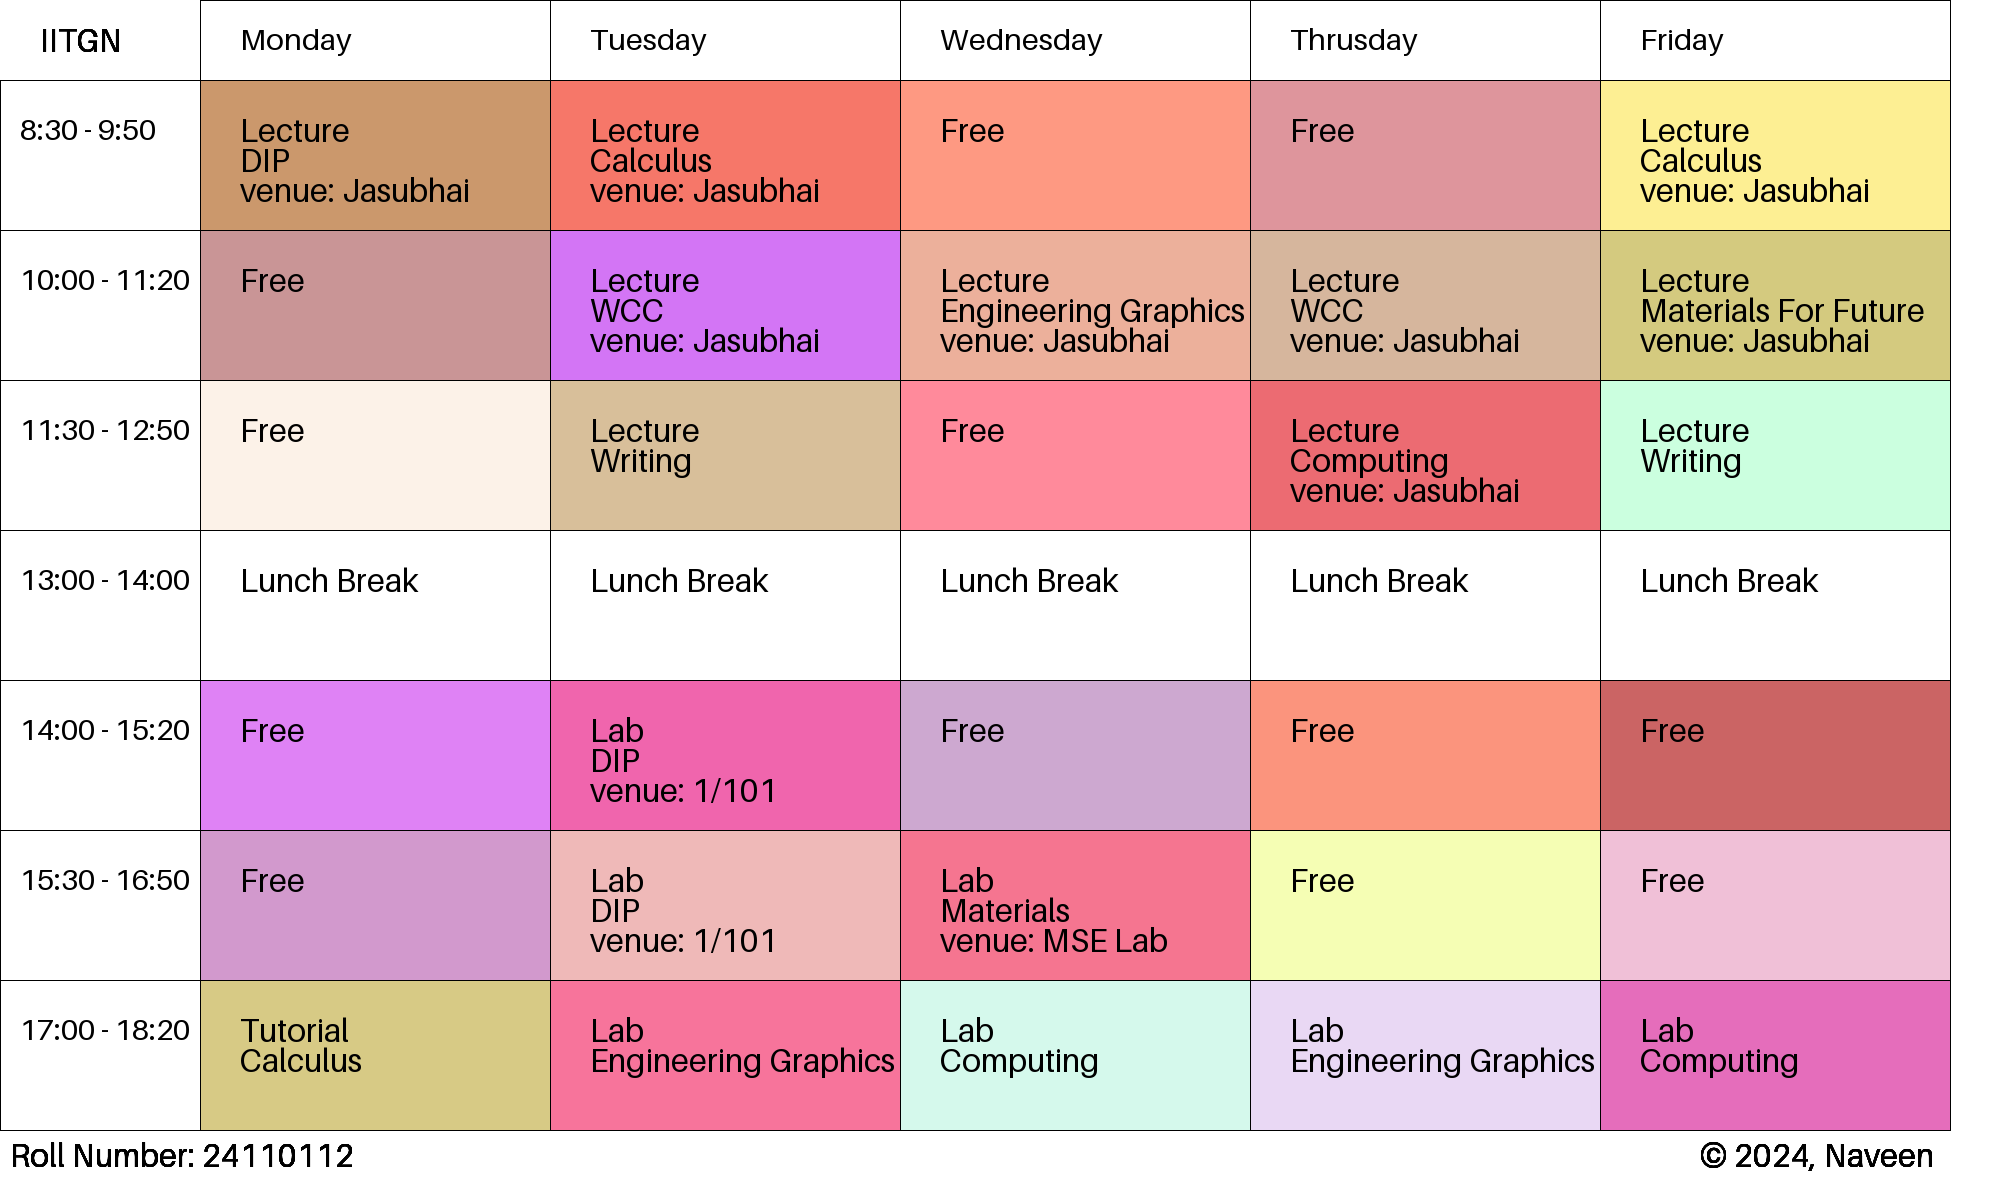 IITGN Monday Tuesday Wednesday Thrusday Friday
8:30 - 9:50
Lecture
DIP
venue: Jasubhai
Lecture
Calculus
venue: Jasubhai
Free
Free
Lecture
Calculus
venue: Jasubhai
10:00 - 11:20
Free
Lecture
WCC
venue: Jasubhai
Lecture
Engineering Graphics
venue: Jasubhai
Lecture
WCC
venue: Jasubhai
Lecture
Materials For Future
venue: Jasubhai
11:30 - 12:50
Free
Lecture
Writing
Free
Lecture
Computing
venue: Jasubhai
Lecture
Writing
13:00 - 14:00
Lunch Break
Lunch Break
Lunch Break
Lunch Break
Lunch Break
14:00 - 15:20
Free
Lab
DIP
venue: 1/101
Free
Free
Free
15:30 - 16:50
Free
Lab
DIP
venue: 1/101
Lab
Materials
venue: MSE Lab
Free
Free
17:00 - 18:20
Tutorial
Calculus
Lab
Engineering Graphics
Lab
Computing
Lab
Engineering Graphics
Lab
Computing
Roll Number: 24110112
© 2024, Naveen